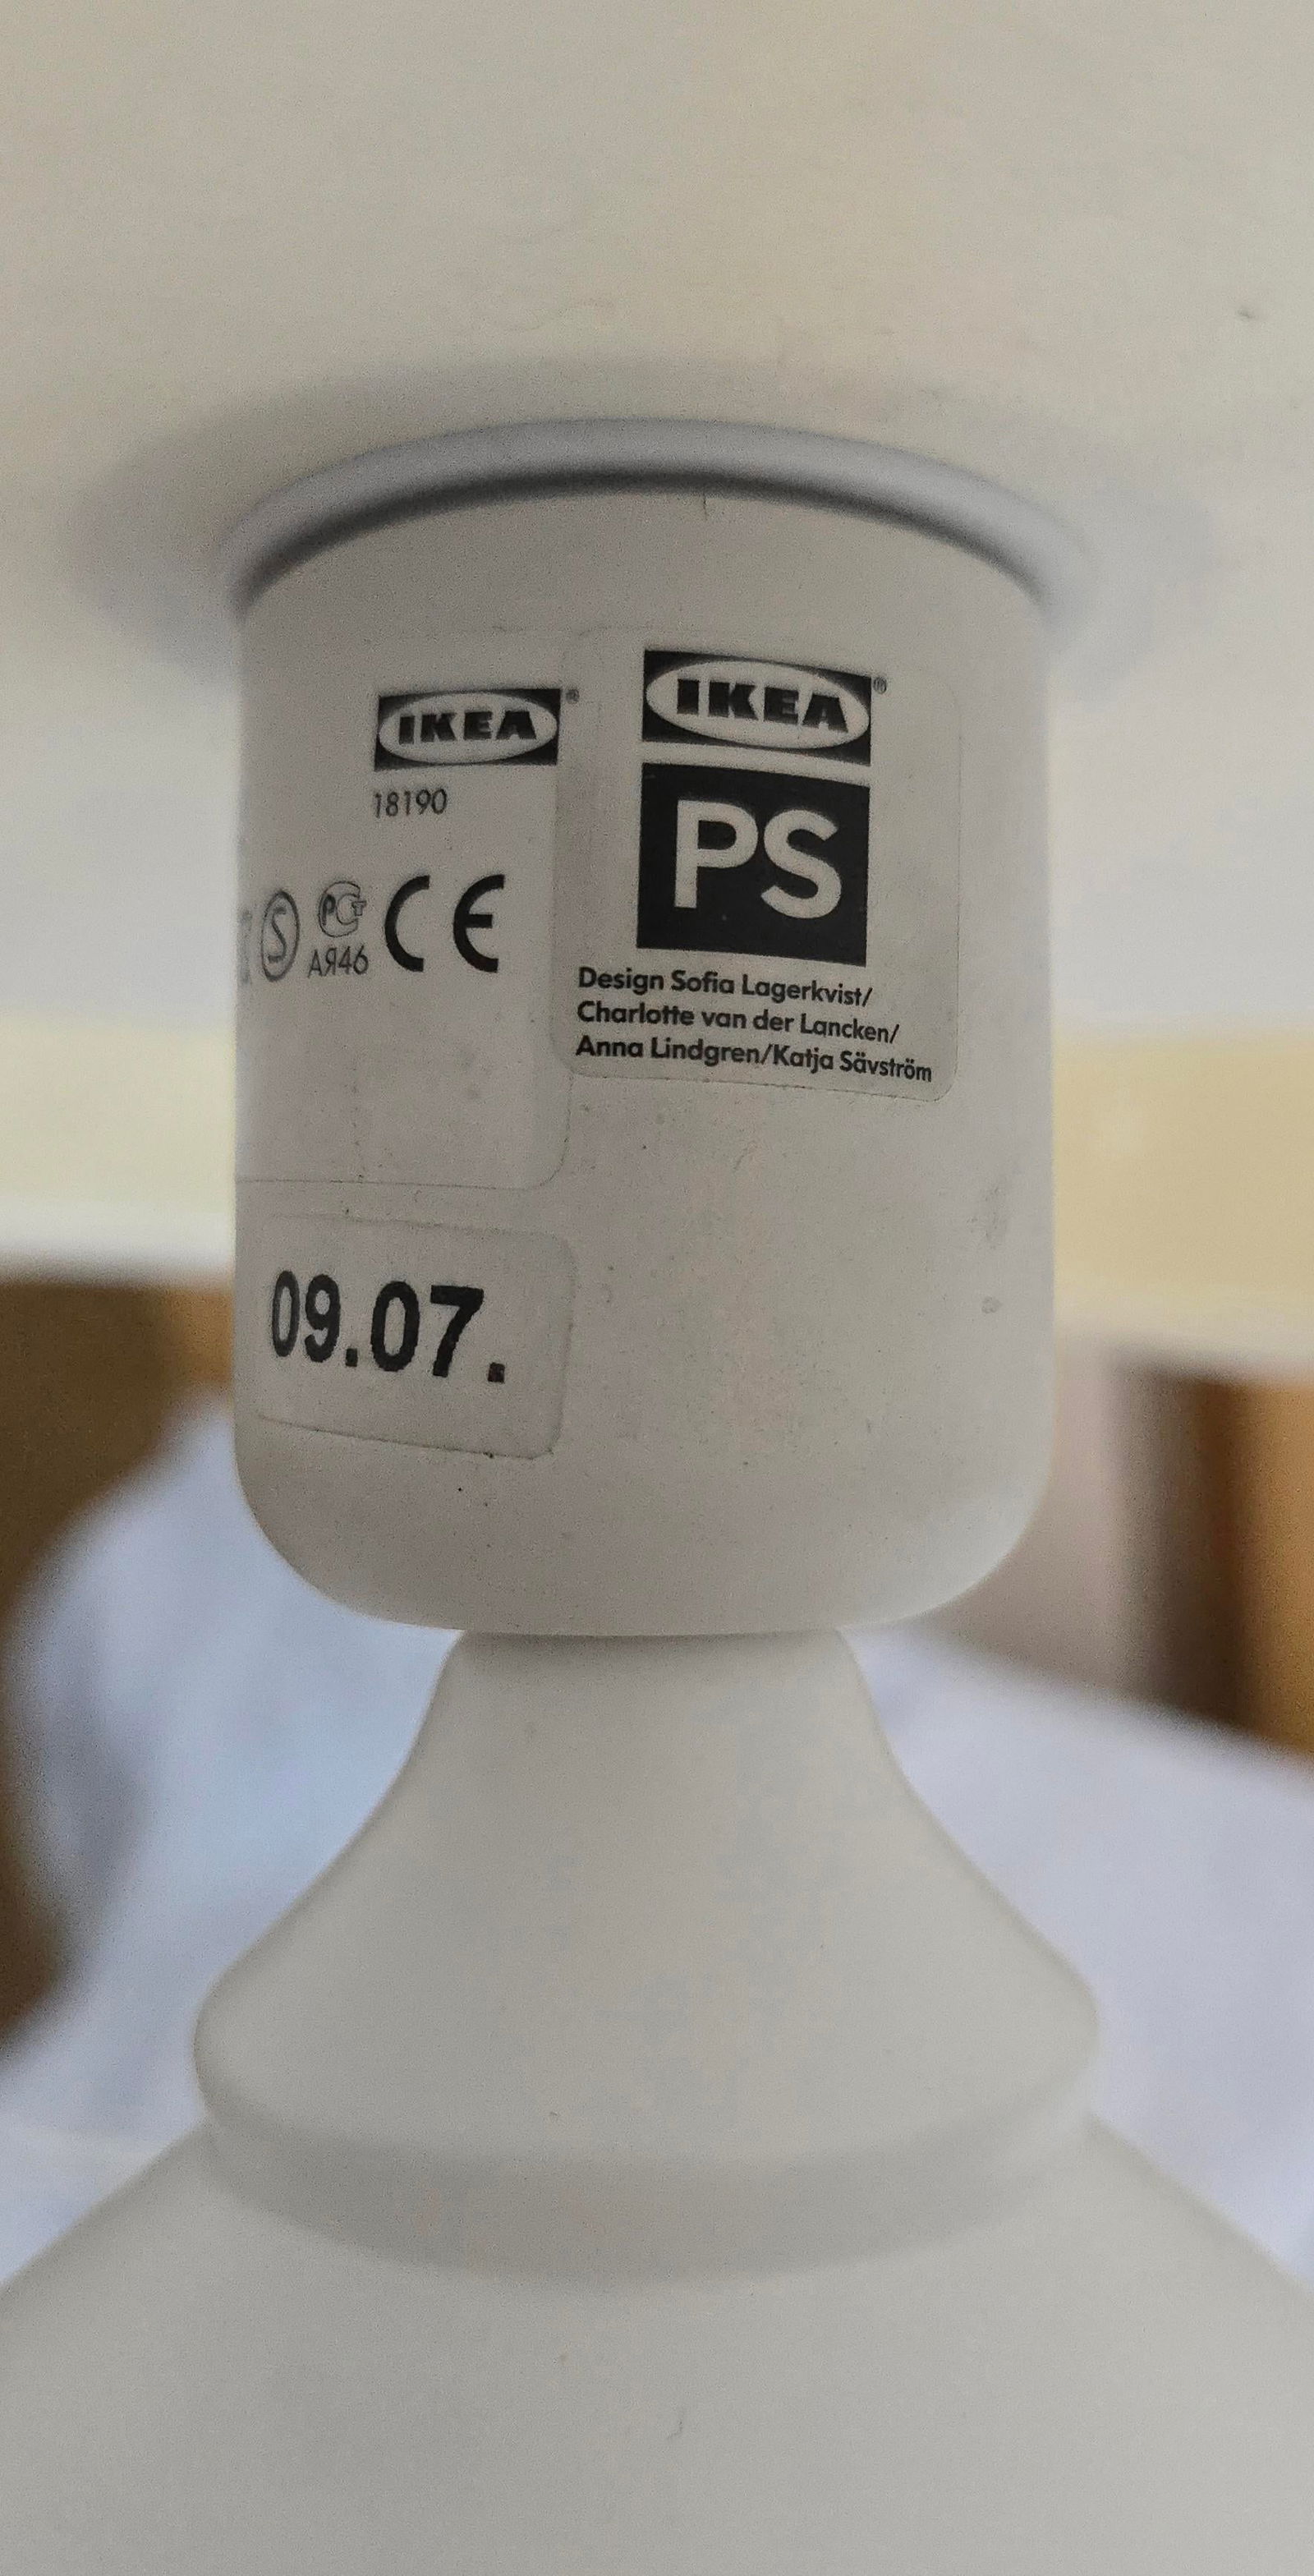 IKEA®
18190
S PCT CE
АЯ46
IKEA®
PS
Design Sofia Lagerkvist/
Charlotte van der Lancken/
Anna Lindgren/Katja Sävström
09.07.